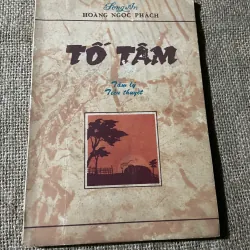 Song An
HOÀNG NGỌC PHÁCH
TỐ TÂM
Tâm lý
Tiểu thuyết